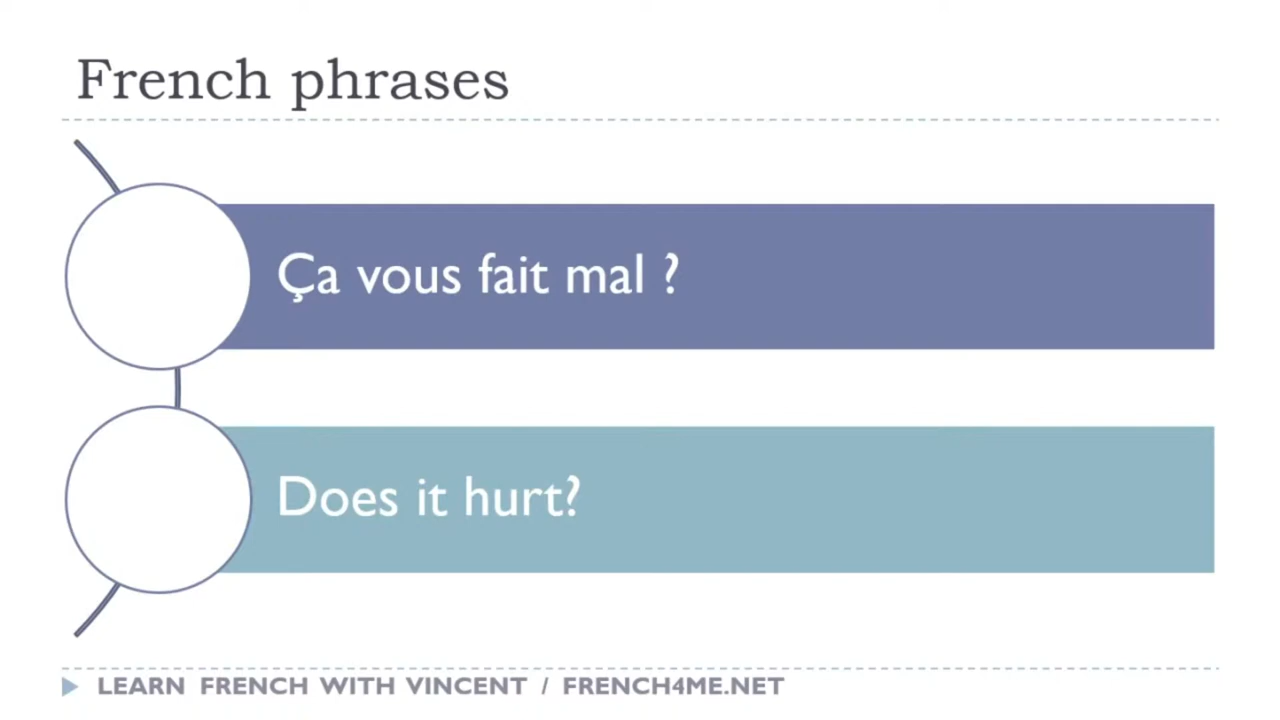 French phrases
Ça vous fait mal ?
Does it hurt?
LEARN FRENCH WITH VINCENT / FRENCH4ME.NET